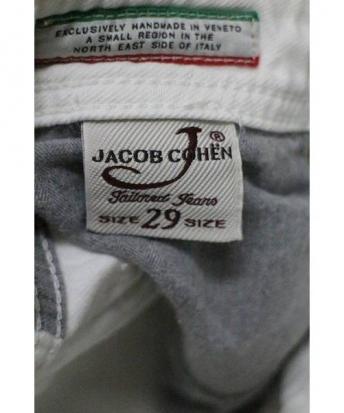 EXCLUSIVELY HANDMADE IN VENETO
A SMALL REGION IN THE
NORTH EAST SIDE OF ITALY
J®
JACOB COHËN
Tailored Jeans
SIZE 29 SIZE